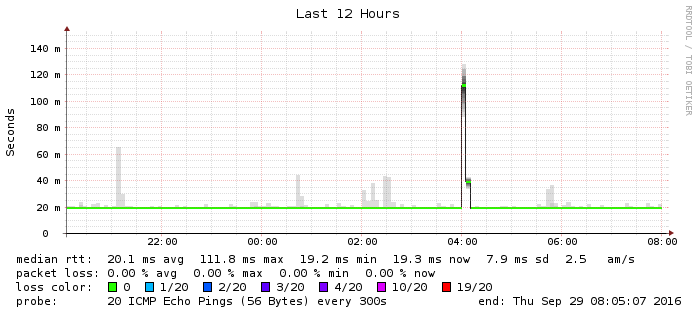 Last 12 Hours
RRDTOOL / TOBI OETIKER
Seconds
140 m
120 m
100 m
80 m
60 m
40 m
20 m
0
22:00 00:00 02:00 04:00 06:00 08:00
median rtt: 20.1 ms avg 111.8 ms max 19.2 ms min 19.3 ms now 7.9 ms sd 2.5 am/s
packet loss: 0.00 % avg 0.00 % max 0.00 % min 0.00 % now
loss color: 0 1/20 2/20 3/20 4/20 10/20 19/20
probe: 20 ICMP Echo Pings (56 Bytes) every 300s end: Thu Sep 29 08:05:07 2016